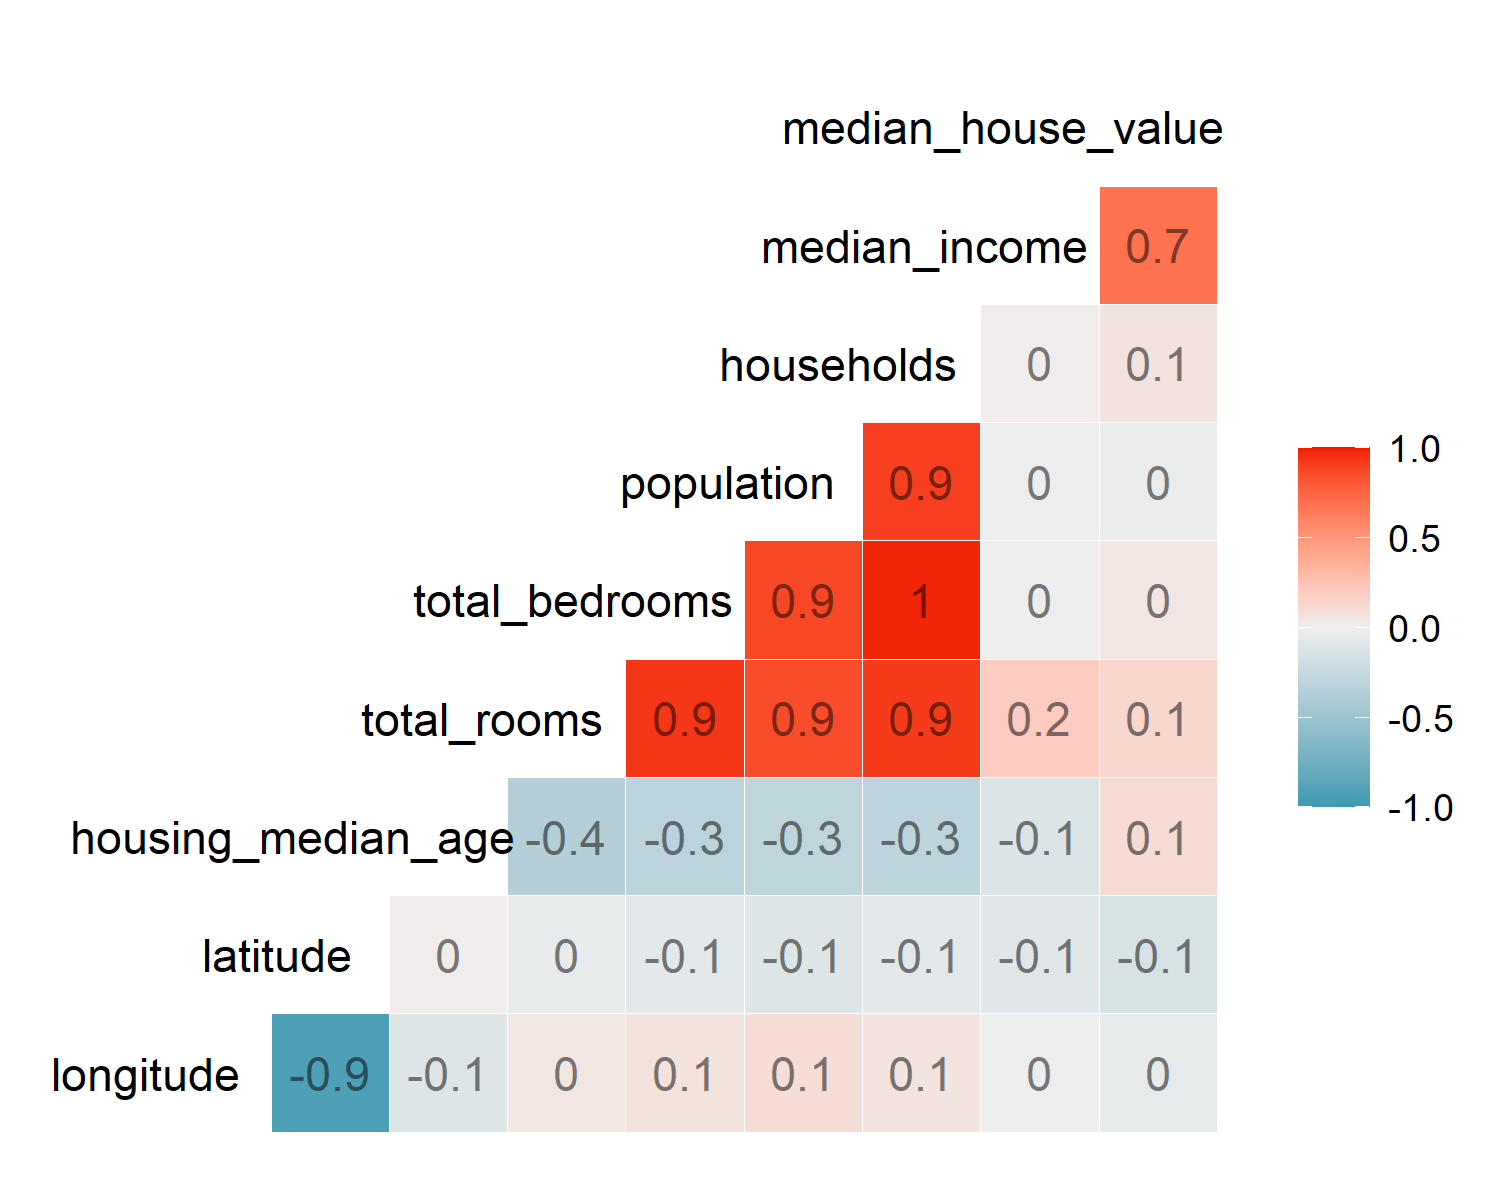 median_house_value
median_income 0.7
households 0 0.1
population 0.9 0 0
1.0
0.5
0.0
-0.5
-1.0
total_bedrooms 0.9 1 0 0
total_rooms 0.9 0.9 0.9 0.2 0.1
housing_median_age -0.4 -0.3 -0.3 -0.3 -0.1 0.1
latitude 0 0 -0.1 -0.1 -0.1 -0.1 -0.1
longitude -0.9 -0.1 0 0.1 0.1 0.1 0 0